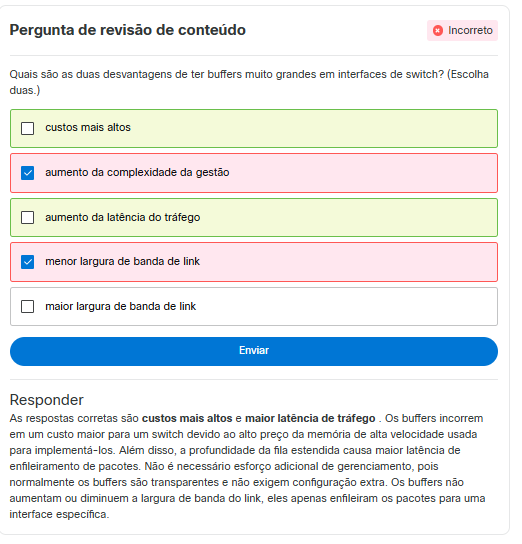 Pergunta de revisão de conteúdo
Incorreto
Quais são as duas desvantagens de ter buffers muito grandes em interfaces de switch? (Escolha
duas.)
custos mais altos
aumento da complexidade da gestão
aumento da latência do tráfego
menor largura de banda de link
maior largura de banda de link
Enviar
Responder
As respostas corretas são custos mais altos e maior latência de tráfego . Os buffers incorrem
em um custo maior para um switch devido ao alto preço da memória de alta velocidade usada
para implementá-los. Além disso, a profundidade da fila estendida causa maior latência de
enfileiramento de pacotes. Não é necessário esforço adicional de gerenciamento, pois
normalmente os buffers são transparentes e não exigem configuração extra. Os buffers não
aumentam ou diminuem a largura de banda do link, eles apenas enfileiram os pacotes para uma
interface específica.